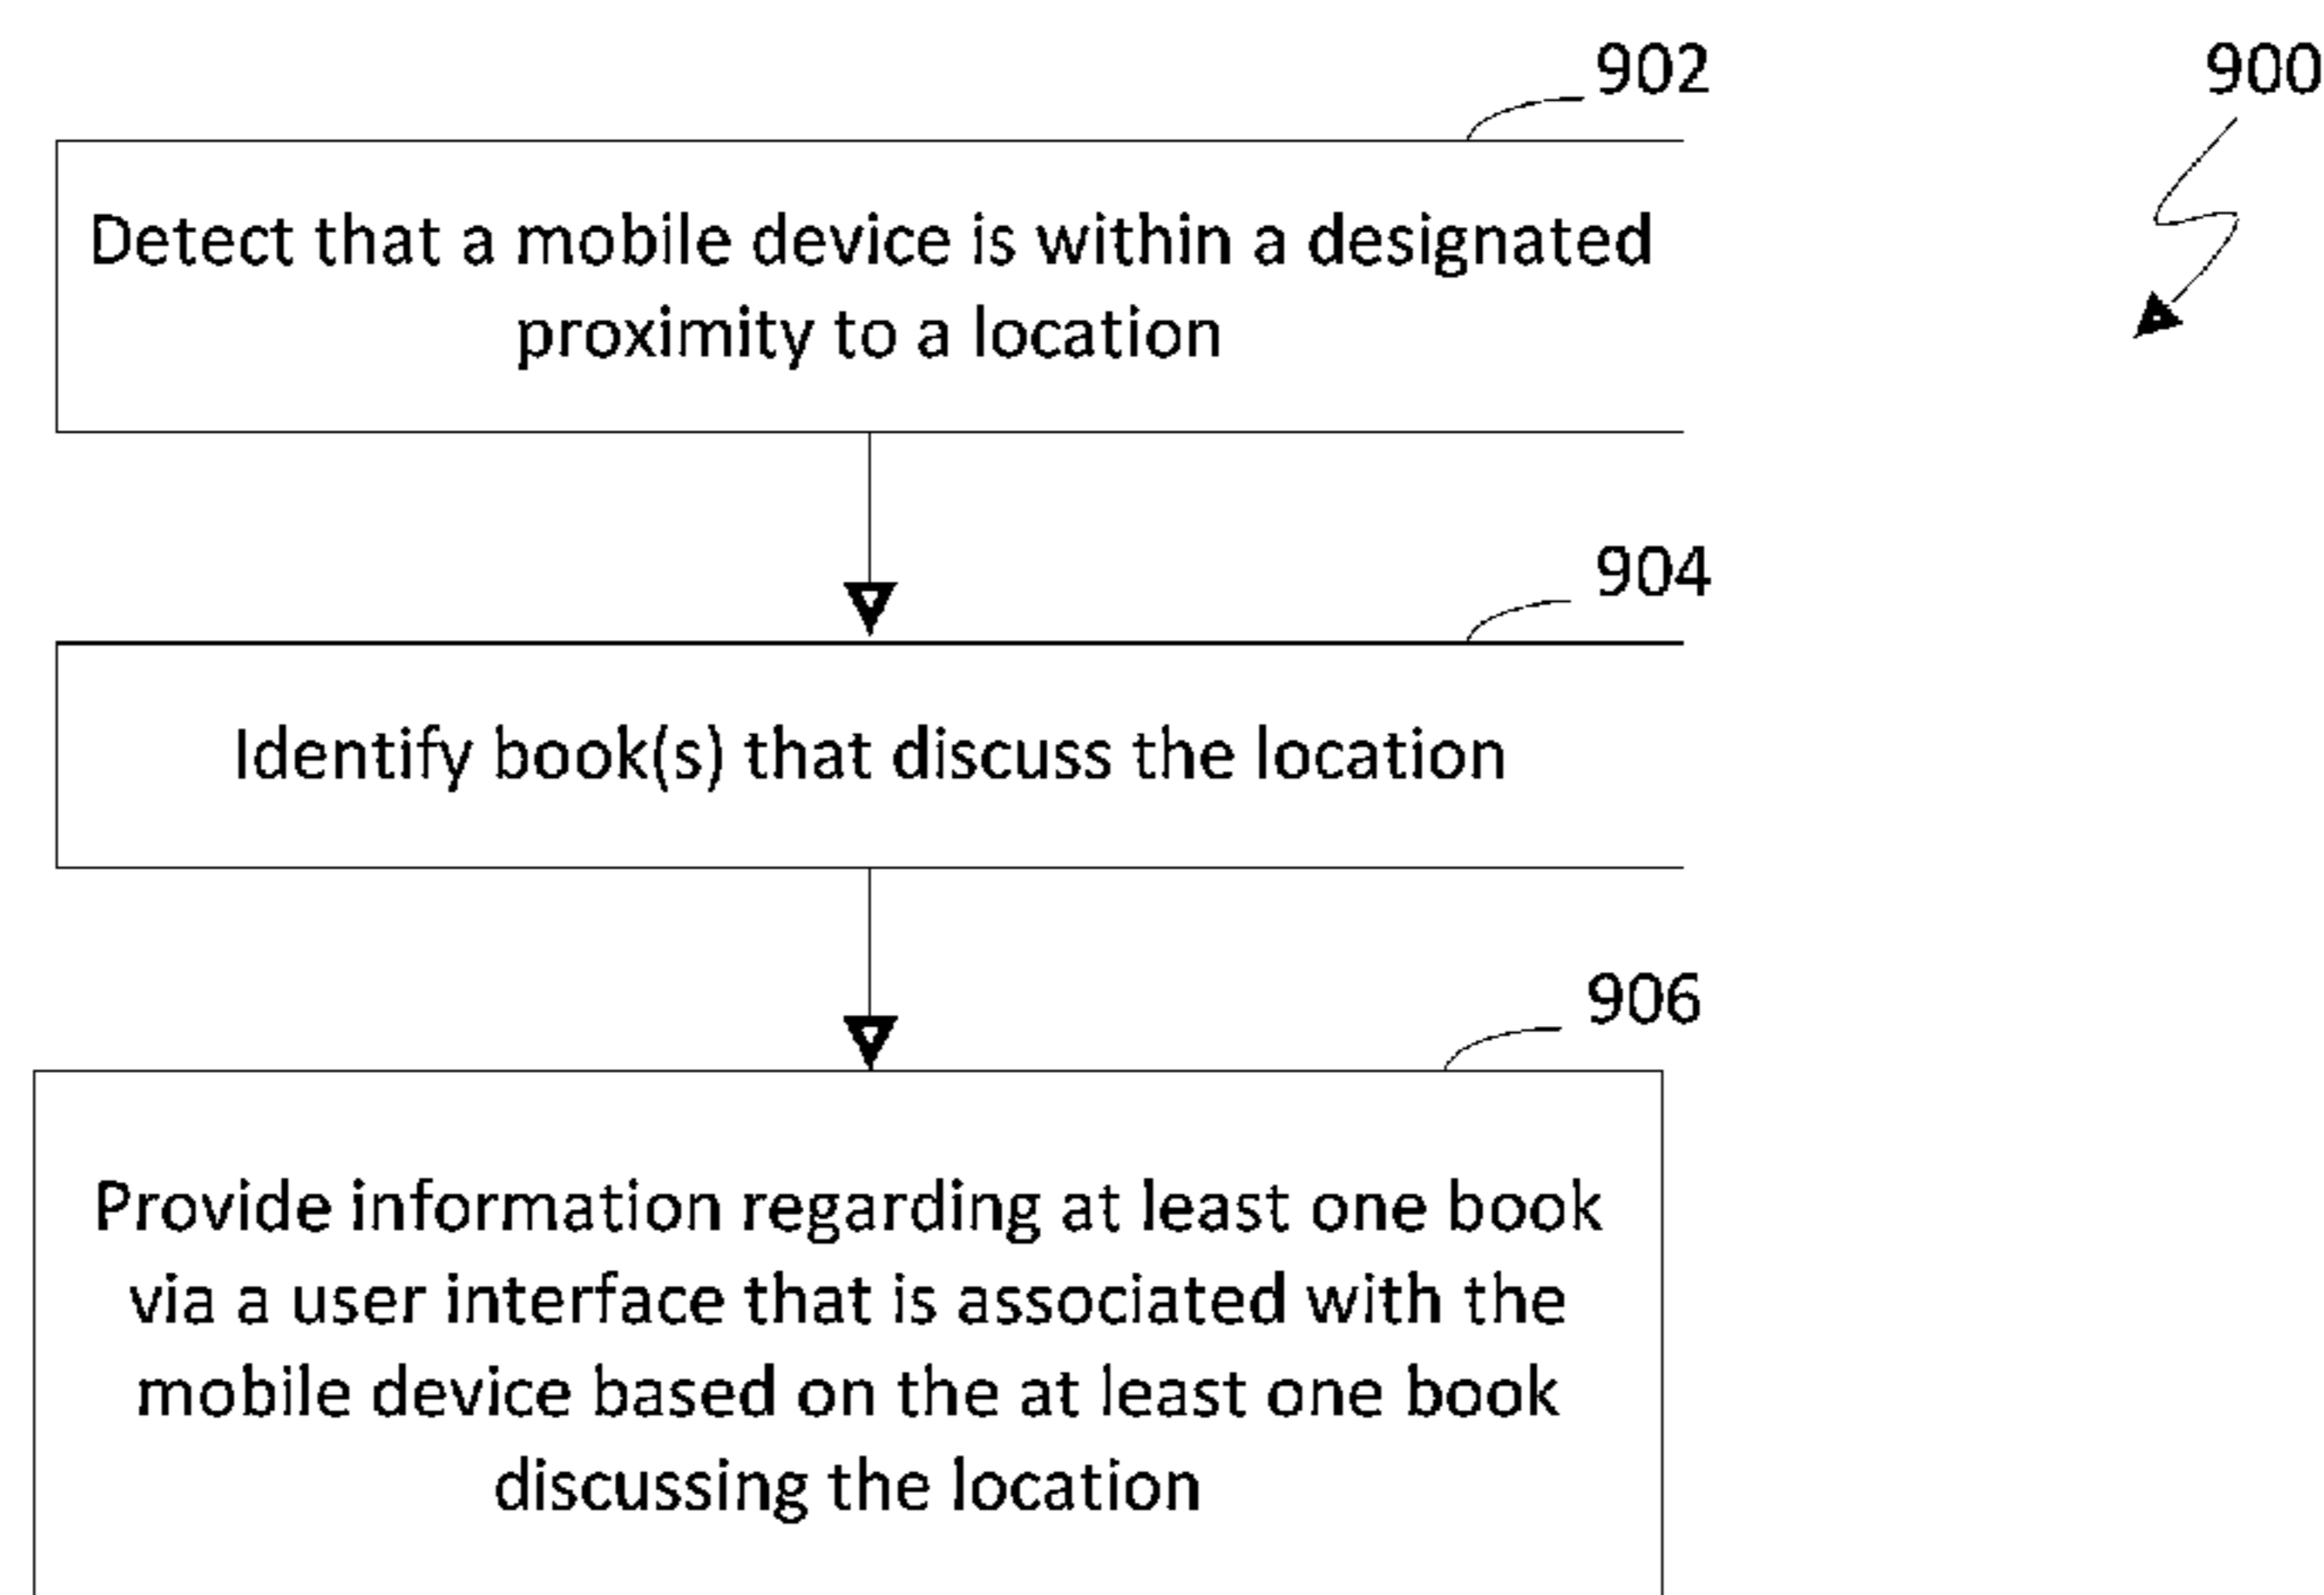 902
900
Detect that a mobile device is within a designated
proximity to a location
904
Identify book(s) that discuss the location
906
Provide information regarding at least one book
via a user interface that is associated with the
mobile device based on the at least one book
discussing the location